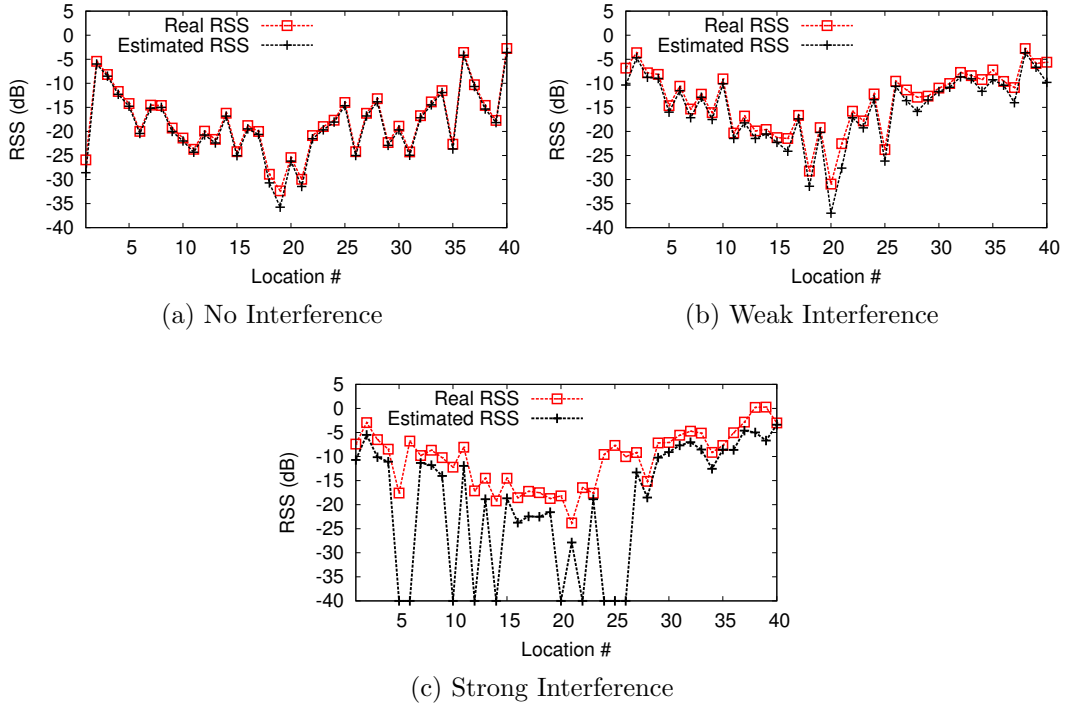 5
0
-5
-10
-15
-20
-25
-30
-35
-40
RSS (dB)
Real RSS
Estimated RSS
5 10 15 20 25 30 35 40
Location #
(a) No Interference
5
0
-5
-10
-15
-20
-25
-30
-35
-40
RSS (dB)
Real RSS
Estimated RSS
5 10 15 20 25 30 35 40
Location #
(b) Weak Interference
5
0
-5
-10
-15
-20
-25
-30
-35
-40
RSS (dB)
Real RSS
Estimated RSS
5 10 15 20 25 30 35 40
Location #
(c) Strong Interference